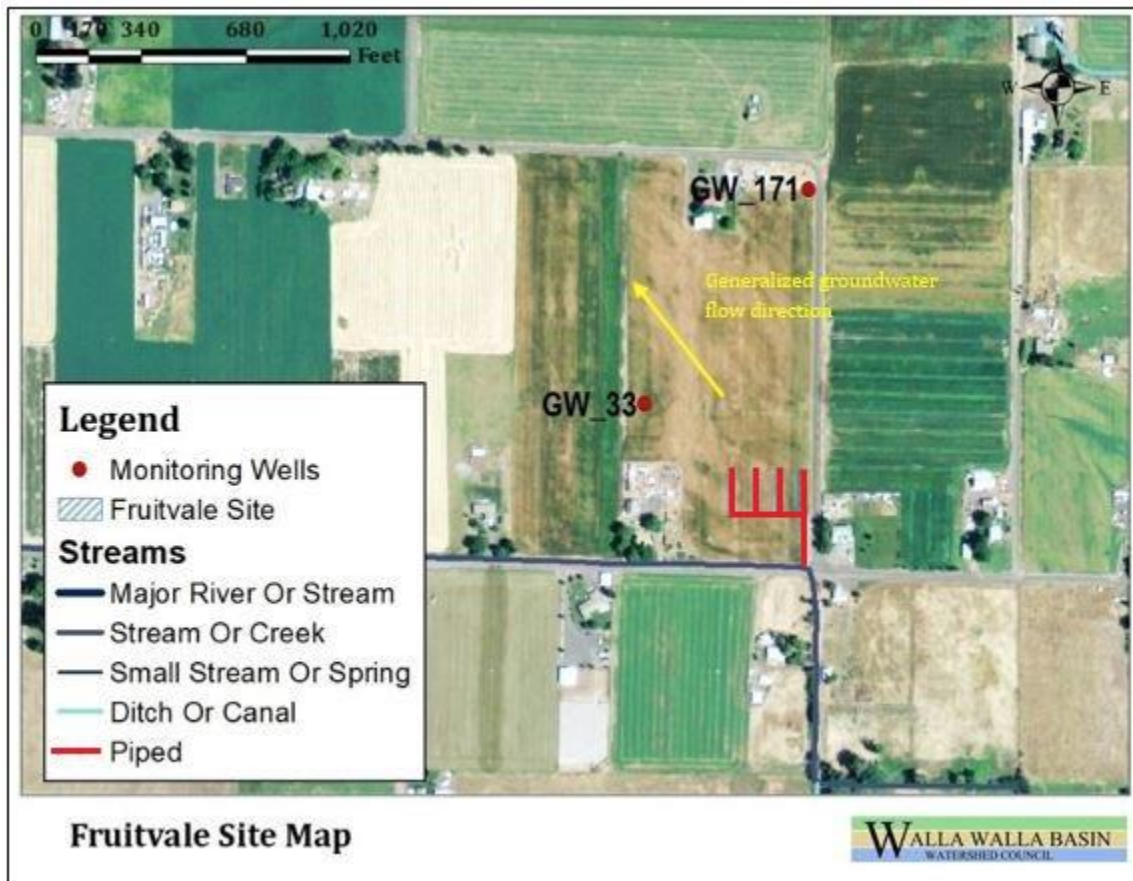 0 170 340 680 1,020
Feet
W E
GW_171
Generalized groundwater
flow direction
GW_33
Legend
Monitoring Wells
Fruitvale Site
Streams
Major River Or Stream
Stream Or Creek
Small Stream Or Spring
Ditch Or Canal
Piped
Fruitvale Site Map
WALLA WALLA BASIN
WATERSHED COUNCIL